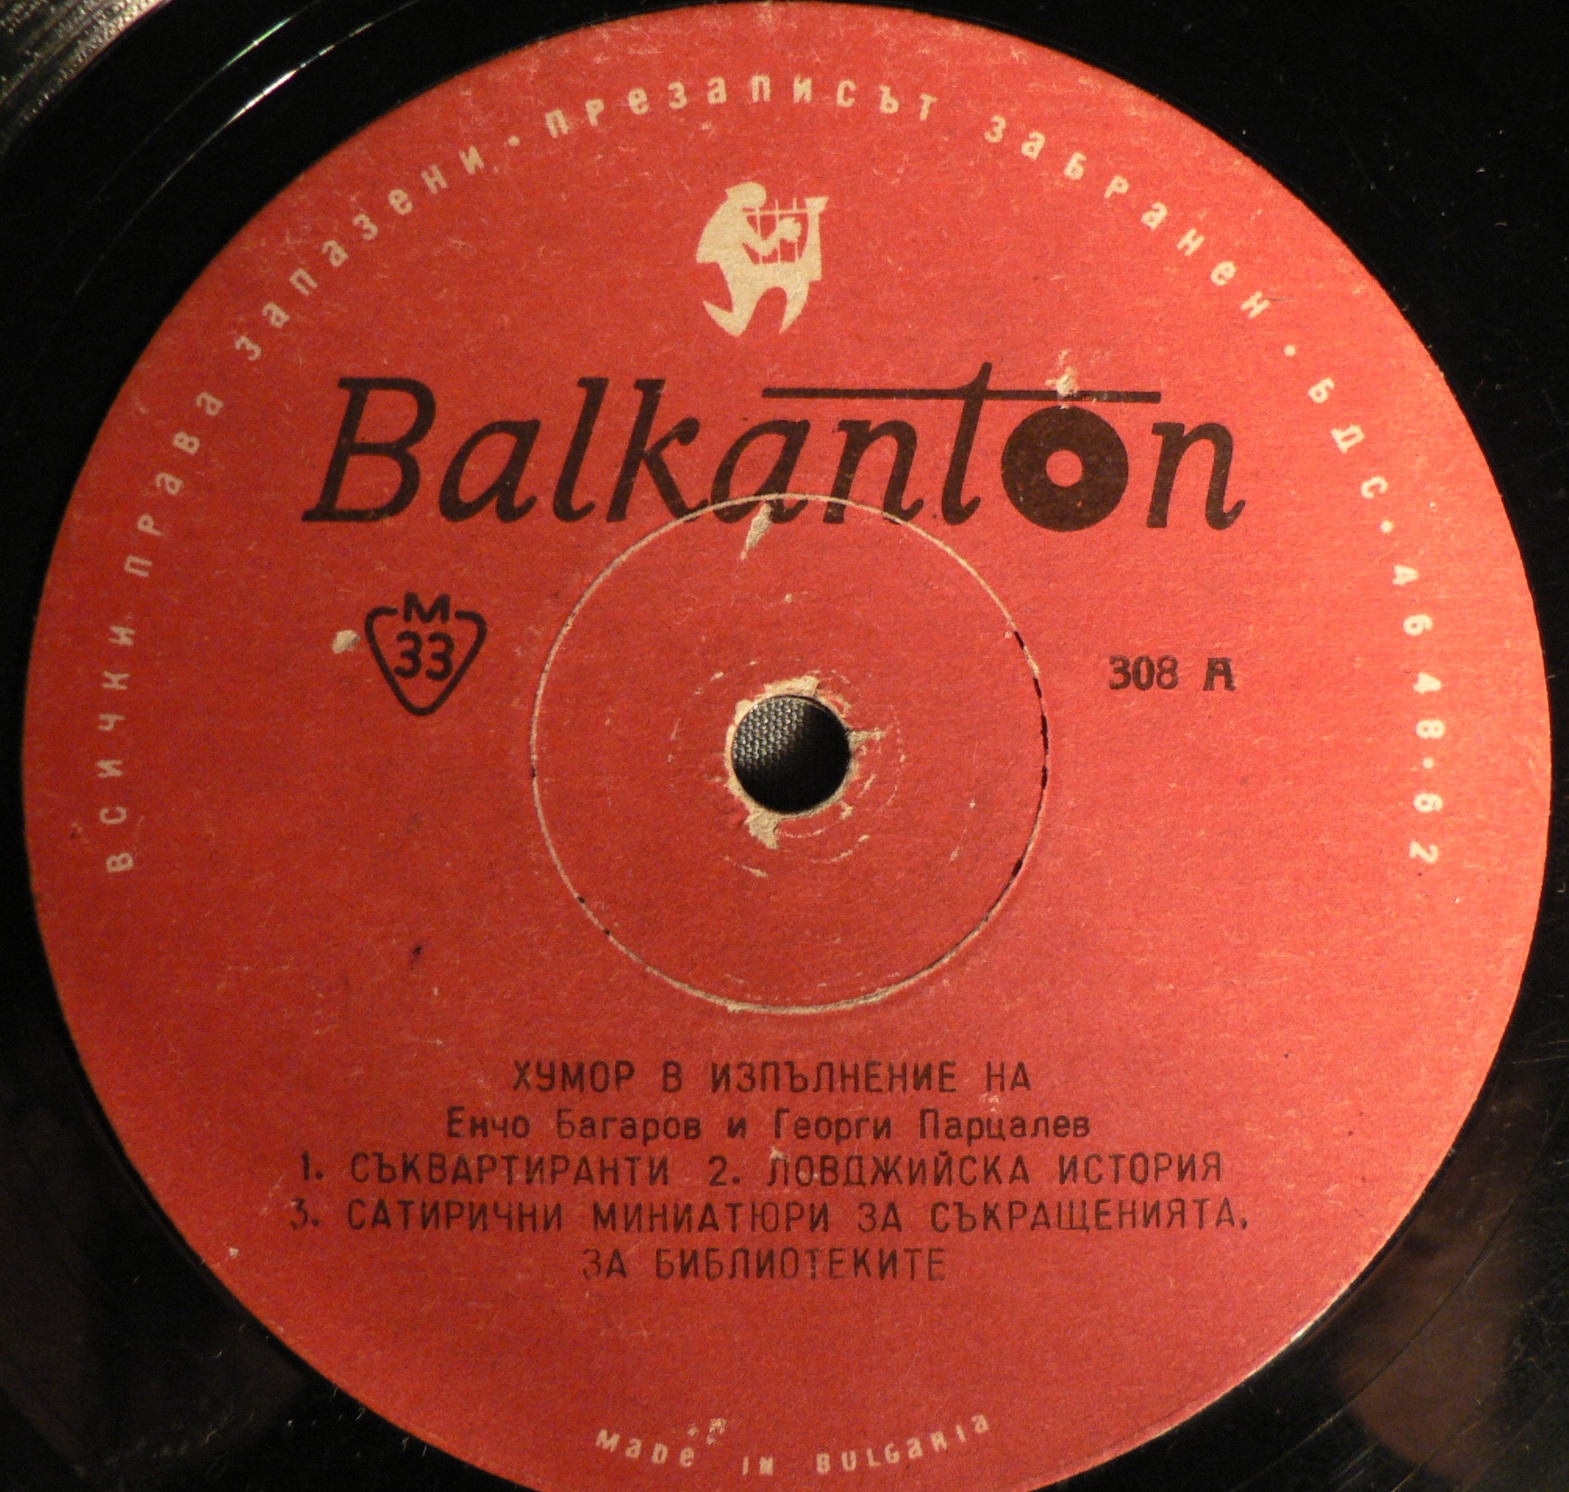 всички права запазени · презаписът забранен · бдс · 4648 · 62
Balkanton
М
33
308 А
ХУМОР В ИЗПЪЛНЕНИЕ НА
Енчо Багаров и Георги Парцалев
1. СЪКВАРТИРАНТИ 2. ЛОВДЖИЙСКА ИСТОРИЯ
3. САТИРИЧНИ МИНИАТЮРИ ЗА СЪКРАЩЕНИЯТА,
ЗА БИБЛИОТЕКИТЕ
made in Bulgaria